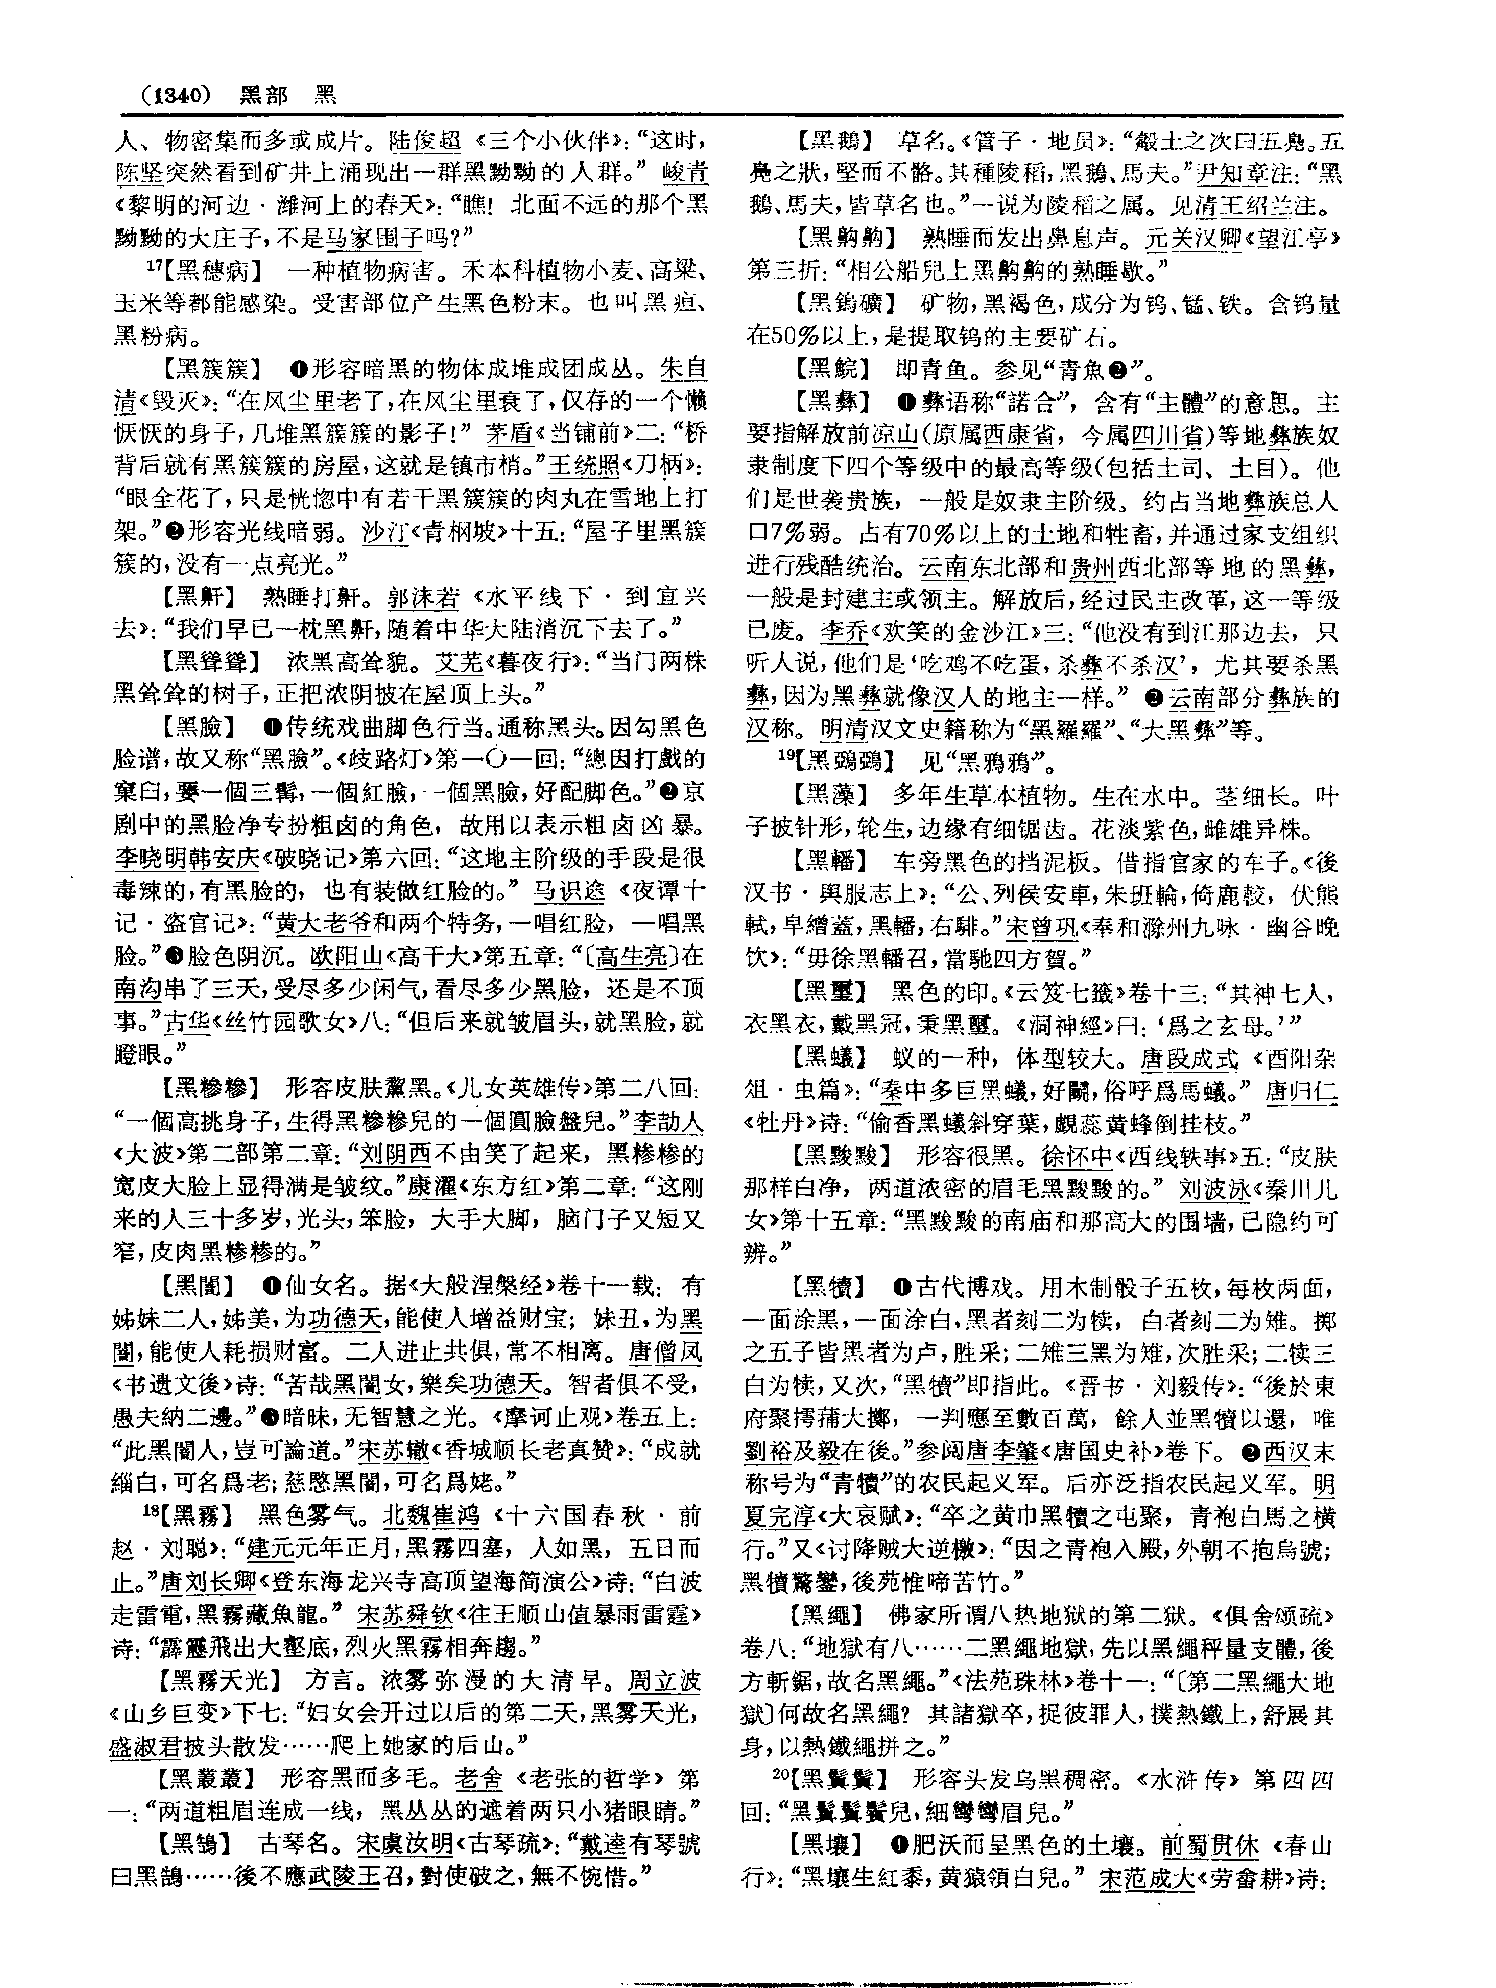 （1340） 黑部 黑
人、物密集而多或成片。陆俊超《三个小伙伴》：“这时，
陈坚突然看到矿井上涌现出一群黑黝黝的人群。” 峻青
《黎明的河边·潍河上的春天》：“瞧！北面不远的那个黑
黝黝的大庄子，不是马家围子吗？”
17【黑穗病】 一种植物病害。禾本科植物小麦、高粱、
玉米等都能感染。受害部位产生黑色粉末。也叫黑疸、
黑粉病。
【黑簇簇】 ❶形容暗黑的物体成堆成团成丛。朱自
清《毁灭》：“在风尘里老了，在风尘里衰了，仅存的一个懒
恹恹的身子，几堆黑簇簇的影子！” 茅盾《当铺前》二：“桥
背后就有黑簇簇的房屋，这就是镇市梢。”王统照《刀柄》：
“眼全花了，只是恍惚中有若干黑簇簇的肉丸在雪地上打
架。”❷形容光线暗弱。沙汀《青㭎坡》十五：“屋子里黑簇
簇的，没有一点亮光。”
【黑鼾】 熟睡打鼾。郭沫若《水平线下·到宜兴
去》：“我们早已一枕黑鼾，随着中华大陆消沉下去了。”
【黑聳聳】 浓黑高耸貌。艾芜《暮夜行》：“当门两株
黑耸耸的树子，正把浓阴披在屋顶上头。”
【黑臉】 ❶传统戏曲脚色行当。通称黑头。因勾黑色
脸谱，故又称“黑臉”。《歧路灯》第一〇一回：“總因打戲的
窠臼，要一個三髯，一個紅臉，一個黑臉，好配脚色。”❷京
剧中的黑脸净专扮粗卤的角色，故用以表示粗卤凶暴。
李晓明韩安庆《破晓记》第六回：“这地主阶级的手段是很
毒辣的，有黑脸的，也有装做红脸的。” 马识途《夜谭十
记·盗官记》：“黄大老爷和两个特务，一唱红脸，一唱黑
脸。”❸脸色阴沉。欧阳山《高干大》第五章：“〔高生亮〕在
南沟串了三天，受尽多少闲气，看尽多少黑脸，还是不顶
事。”古华《丝竹园歌女》八：“但后来就皱眉头，就黑脸，就
瞪眼。”
【黑糝糝】 形容皮肤黧黑。《儿女英雄传》第二八回：
“一個高挑身子，生得黑糝糝兒的一個圓臉盤兒。”李劼人
《大波》第二部第二章：“刘阴西不由笑了起来，黑糁糁的
宽皮大脸上显得满是皱纹。”康濯《东方红》第二章：“这刚
来的人三十多岁，光头，笨脸，大手大脚，脑门子又短又
窄，皮肉黑糁糁的。”
【黑闇】 ❶仙女名。据《大般涅槃经》卷十一载：有
姊妹二人，姊美，为功德天，能使人增益财宝；妹丑，为黑
闇，能使人耗损财富。二人进止共俱，常不相离。唐僧凤
《书遗文後》诗：“苦哉黑闇女，樂矣功德天。智者俱不受，
愚夫納二邊。”❸暗昧，无智慧之光。《摩诃止观》卷五上：
“此黑闇人，豈可論道。”宋苏辙《香城顺长老真赞》：“成就
緇白，可名爲老；慈愍黑闇，可名爲姥。”
18【黑霧】 黑色雾气。北魏崔鸿《十六国春秋·前
赵·刘聪》：“建元元年正月，黑霧四塞，人如黑，五日而
止。”唐刘长卿《登东海龙兴寺高顶望海简演公》诗：“白波
走雷電，黑霧藏魚龍。” 宋苏舜钦《往王顺山值暴雨雷霆》
诗：“霹靂飛出大壑底，烈火黑霧相奔趨。”
【黑霧天光】 方言。浓雾弥漫的大清早。周立波
《山乡巨变》下七：“妇女会开过以后的第二天，黑雾天光，
盛淑君披头散发……爬上她家的后山。”
【黑叢叢】 形容黑而多毛。老舍《老张的哲学》第
一：“两道粗眉连成一线，黑丛丛的遮着两只小猪眼睛。”
【黑鵠】 古琴名。宋虞汝明《古琴疏》：“戴逵有琴號
曰黑鵠……後不應武陵王召，對使破之，無不惋惜。”
【黑鵝】 草名。《管子·地员》：“㲄土之次曰五鳧。五
鳧之狀，堅而不骼。其種陵稻，黑鵝、馬夫。”尹知章注：“黑
鵝、馬夫，皆草名也。”一说为陵稻之属。见清王绍兰注。
【黑齁齁】 熟睡而发出鼻息声。元关汉卿《望江亭》
第三折：“相公船兒上黑齁齁的熟睡歇。”
【黑鎢礦】 矿物，黑褐色，成分为钨、锰、铁。含钨量
在50%以上，是提取钨的主要矿石。
【黑鯇】 即青鱼。参见“青魚❷”。
【黑彝】 ❶彝语称“諾合”，含有“主體”的意思。主
要指解放前凉山（原属西康省，今属四川省）等地彝族奴
隶制度下四个等级中的最高等级（包括土司、土目）。他
们是世袭贵族，一般是奴隶主阶级。约占当地彝族总人
口7%弱。占有70%以上的土地和牲畜，并通过家支组织
进行残酷统治。云南东北部和贵州西北部等地的黑彝，
一般是封建主或领主。解放后，经过民主改革，这一等级
已废。李乔《欢笑的金沙江》三：“他没有到江那边去，只
听人说，他们是‘吃鸡不吃蛋，杀彝不杀汉’，尤其要杀黑
彝，因为黑彝就像汉人的地主一样。” ❷云南部分彝族的
汉称。明清汉文史籍称为“黑羅羅”、“大黑彝”等。
19【黑鵶鵶】 见“黑鸦鸦”。
【黑藻】 多年生草本植物。生在水中。茎细长。叶
子披针形，轮生，边缘有细锯齿。花淡紫色，雌雄异株。
【黑轓】 车旁黑色的挡泥板。借指官家的车子。《後
汉书·舆服志上》：“公、列侯安車，朱班輪，倚鹿較，伏熊
軾，皁繒蓋，黑轓，右騑。”宋曾巩《奉和滁州九咏·幽谷晚
饮》：“毋徐黑轓召，當馳四方賀。”
【黑璽】 黑色的印。《云笈七籤》卷十三：“其神七人，
衣黑衣，戴黑冠，秉黑璽。《洞神經》曰：‘爲之玄母。’”
【黑蟻】 蚁的一种，体型较大。唐段成式《酉阳杂
俎·虫篇》：“秦中多巨黑蟻，好鬭，俗呼爲馬蟻。” 唐归仁
《牡丹》诗：“偷香黑蟻斜穿葉，覷蕊黄蜂倒挂枝。”
【黑黢黢】 形容很黑。徐怀中《西线轶事》五：“皮肤
那样白净，两道浓密的眉毛黑黢黢的。” 刘波泳《秦川儿
女》第十五章：“黑黢黢的南庙和那高大的围墙，已隐约可
辨。”
【黑犢】 ❶古代博戏。用木制骰子五枚，每枚两面，
一面涂黑，一面涂白，黑者刻二为犊，白者刻二为雉。掷
之五子皆黑者为卢，胜采；二雉三黑为雉，次胜采；二犊三
白为犊，又次，“黑犢”即指此。《晋书·刘毅传》：“後於東
府聚摴蒱大擲，一判應至數百萬，餘人並黑犢以還，唯
劉裕及毅在後。”参阅唐李肇《唐国史补》卷下。 ❷西汉末
称号为“青犢”的农民起义军。后亦泛指农民起义军。明
夏完淳《大哀赋》：“卒之黄巾黑犢之屯聚，青袍白馬之横
行。”又《讨降贼大逆檄》：“因之青袍入殿，外朝不抱烏號；
黑犢驚鑾，後苑惟啼苦竹。”
【黑繩】 佛家所谓八热地狱的第二狱。《俱舍颂疏》
卷八：“地獄有八……二黑繩地獄，先以黑繩秤量支體，後
方斬鋸，故名黑繩。”《法苑珠林》卷十一：“〔第二黑繩大地
獄〕何故名黑繩？其諸獄卒，捉彼罪人，撲熱鐵上，舒展其
身，以熱鐵繩拼之。”
20【黑鬒鬒】 形容头发乌黑稠密。《水浒传》第四四
回：“黑鬒鬒鬢兒，細彎彎眉兒。”
【黑壤】 ❶肥沃而呈黑色的土壤。前蜀贯休《春山
行》：“黑壤生紅黍，黄猿領白兒。” 宋范成大《劳畬耕》诗：